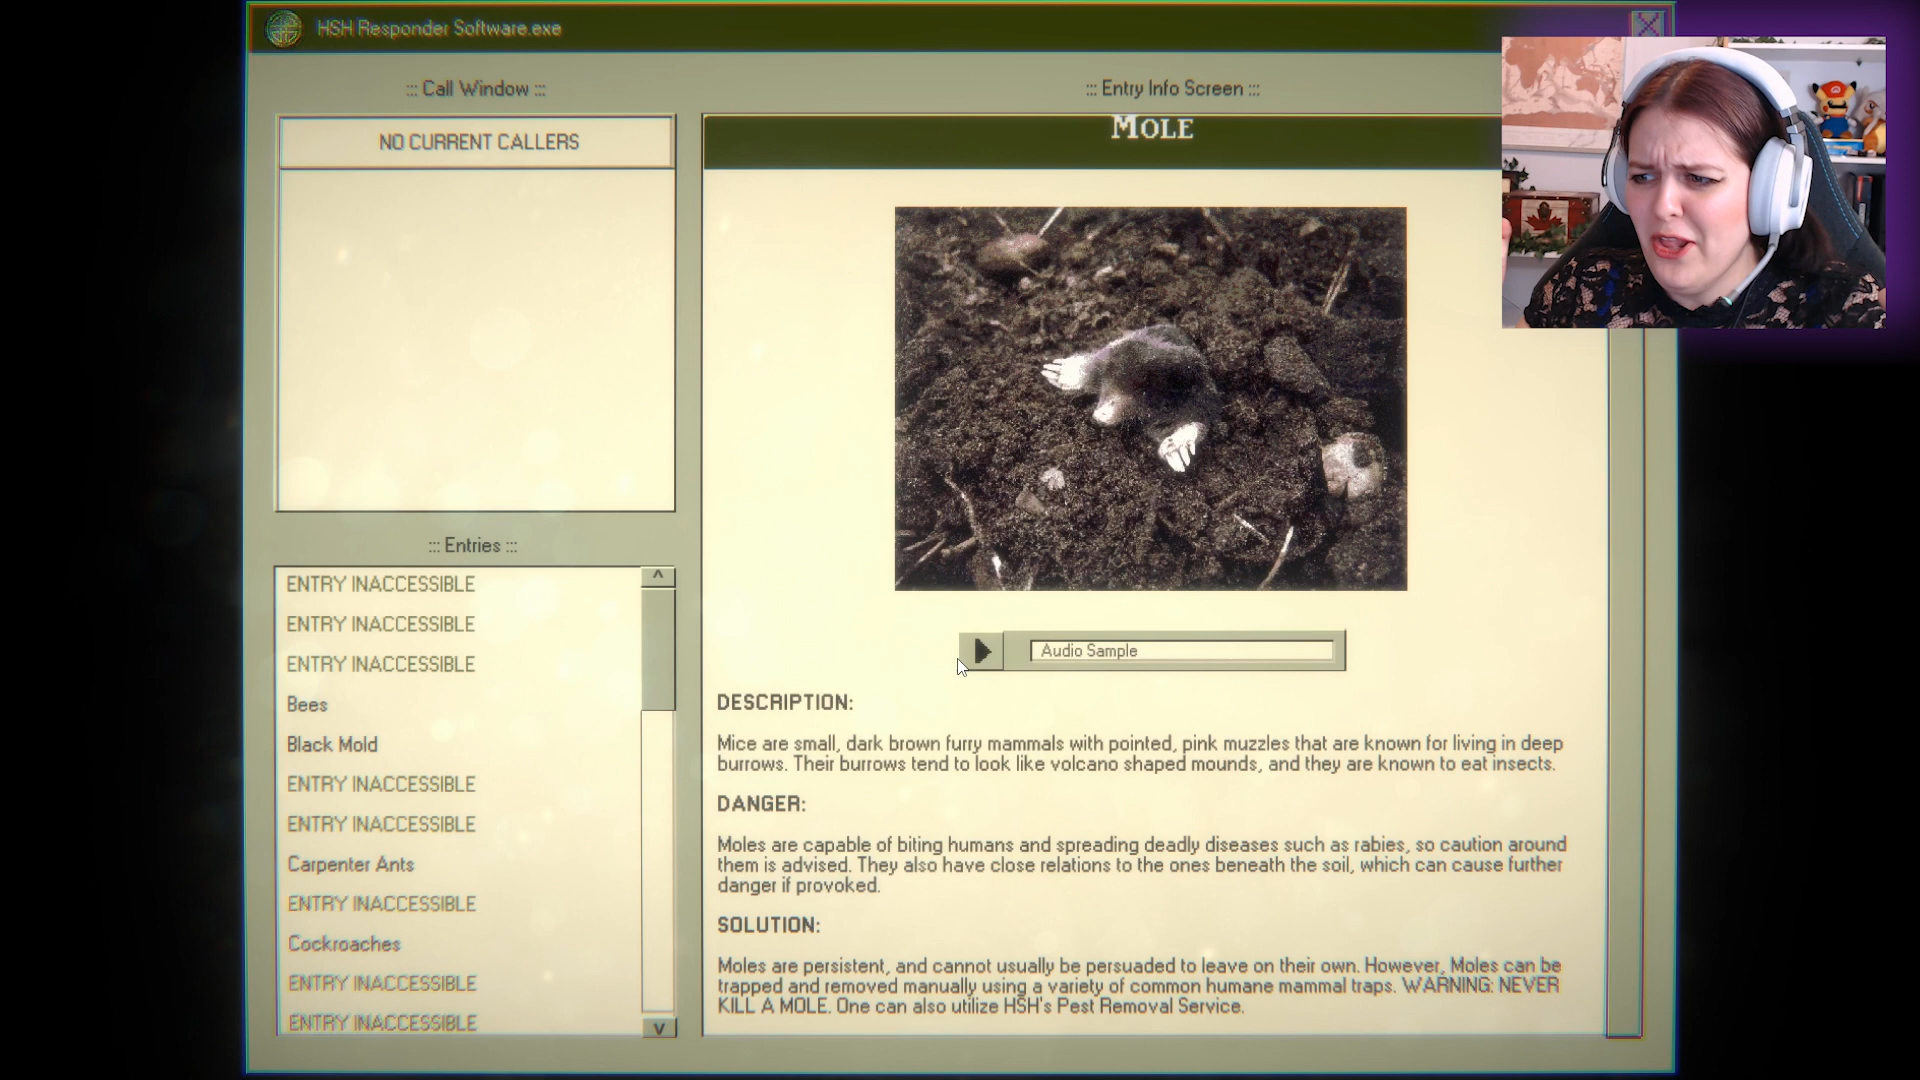 HSH Responder Software.exe
::: Call Window :::
::: Entry Info Screen :::
NO CURRENT CALLERS
MOLE
::: Entries :::
ENTRY INACCESSIBLE
ENTRY INACCESSIBLE
ENTRY INACCESSIBLE
Bees
Black Mold
ENTRY INACCESSIBLE
ENTRY INACCESSIBLE
Carpenter Ants
ENTRY INACCESSIBLE
Cockroaches
ENTRY INACCESSIBLE
ENTRY INACCESSIBLE
Audio Sample
DESCRIPTION:
Mice are small, dark brown furry mammals with pointed, pink muzzles that are known for living in deep
burrows. Their burrows tend to look like volcano shaped mounds, and they are known to eat insects.
DANGER:
Moles are capable of biting humans and spreading deadly diseases such as rabies, so caution around
them is advised. They also have close relations to the ones beneath the soil, which can cause further
danger if provoked.
SOLUTION:
Moles are persistent, and cannot usually be persuaded to leave on their own. However, Moles can be
trapped and removed manually using a variety of common humane mammal traps. WARNING: NEVER
KILL A MOLE. One can also utilize HSH's Pest Removal Service.